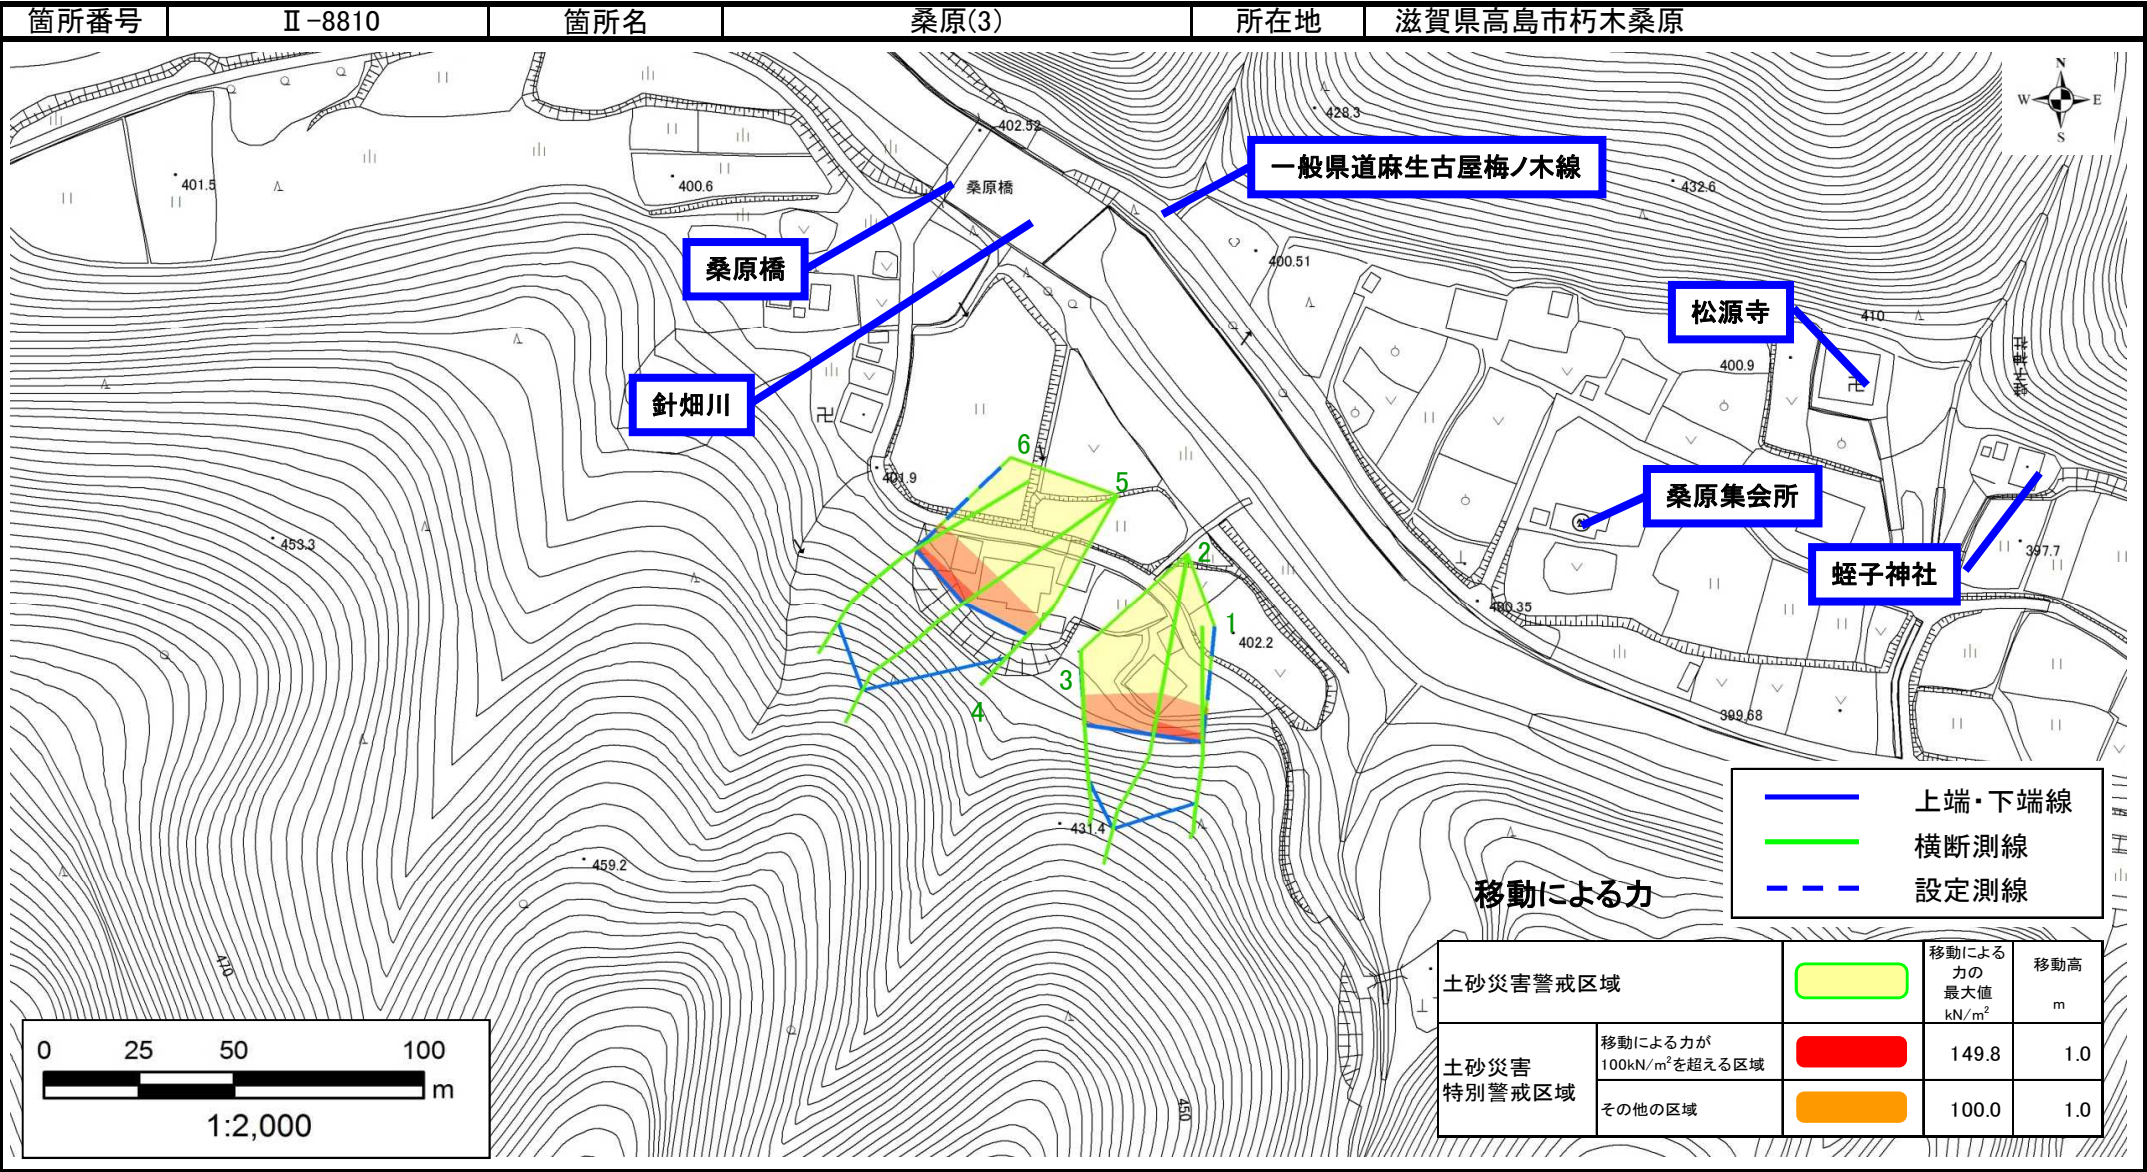 箇所番号 Ⅱ-8810 箇所名 桑原(3) 所在地 滋賀県高島市朽木桑原
N
W E
S
402.52
428.3
一般県道麻生古屋梅ノ木線
401.5
400.6
桑原橋
432.6
桑原橋
400.51
松源寺
410
400.9
蛭子神社
針畑川
6
5
401.9
桑原集会所
453.3
2
397.7
蛭子神社
400.35
1
402.2
3
4
399.68
431.4
459.2
470
450
上端・下端線
横断測線
設定測線
移動による力
土砂災害警戒区域
移動による
力の
最大値
kN/m²
移動高
m
土砂災害
特別警戒区域
移動による力が
100kN/m²を超える区域
149.8 1.0
その他の区域
100.0 1.0
0 25 50 100
m
1:2,000